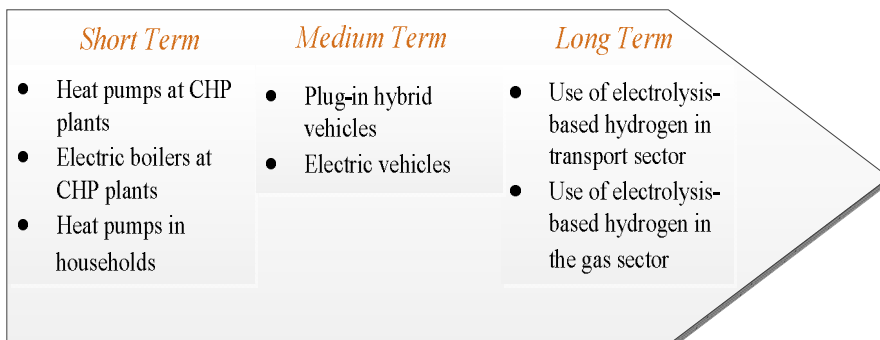 Short Term
● Heat pumps at CHP
plants
● Electric boilers at
CHP plants
● Heat pumps in
households
Medium Term
● Plug-in hybrid
vehicles
● Electric vehicles
Long Term
● Use of electrolysis-
based hydrogen in
transport sector
● Use of electrolysis-
based hydrogen in
the gas sector